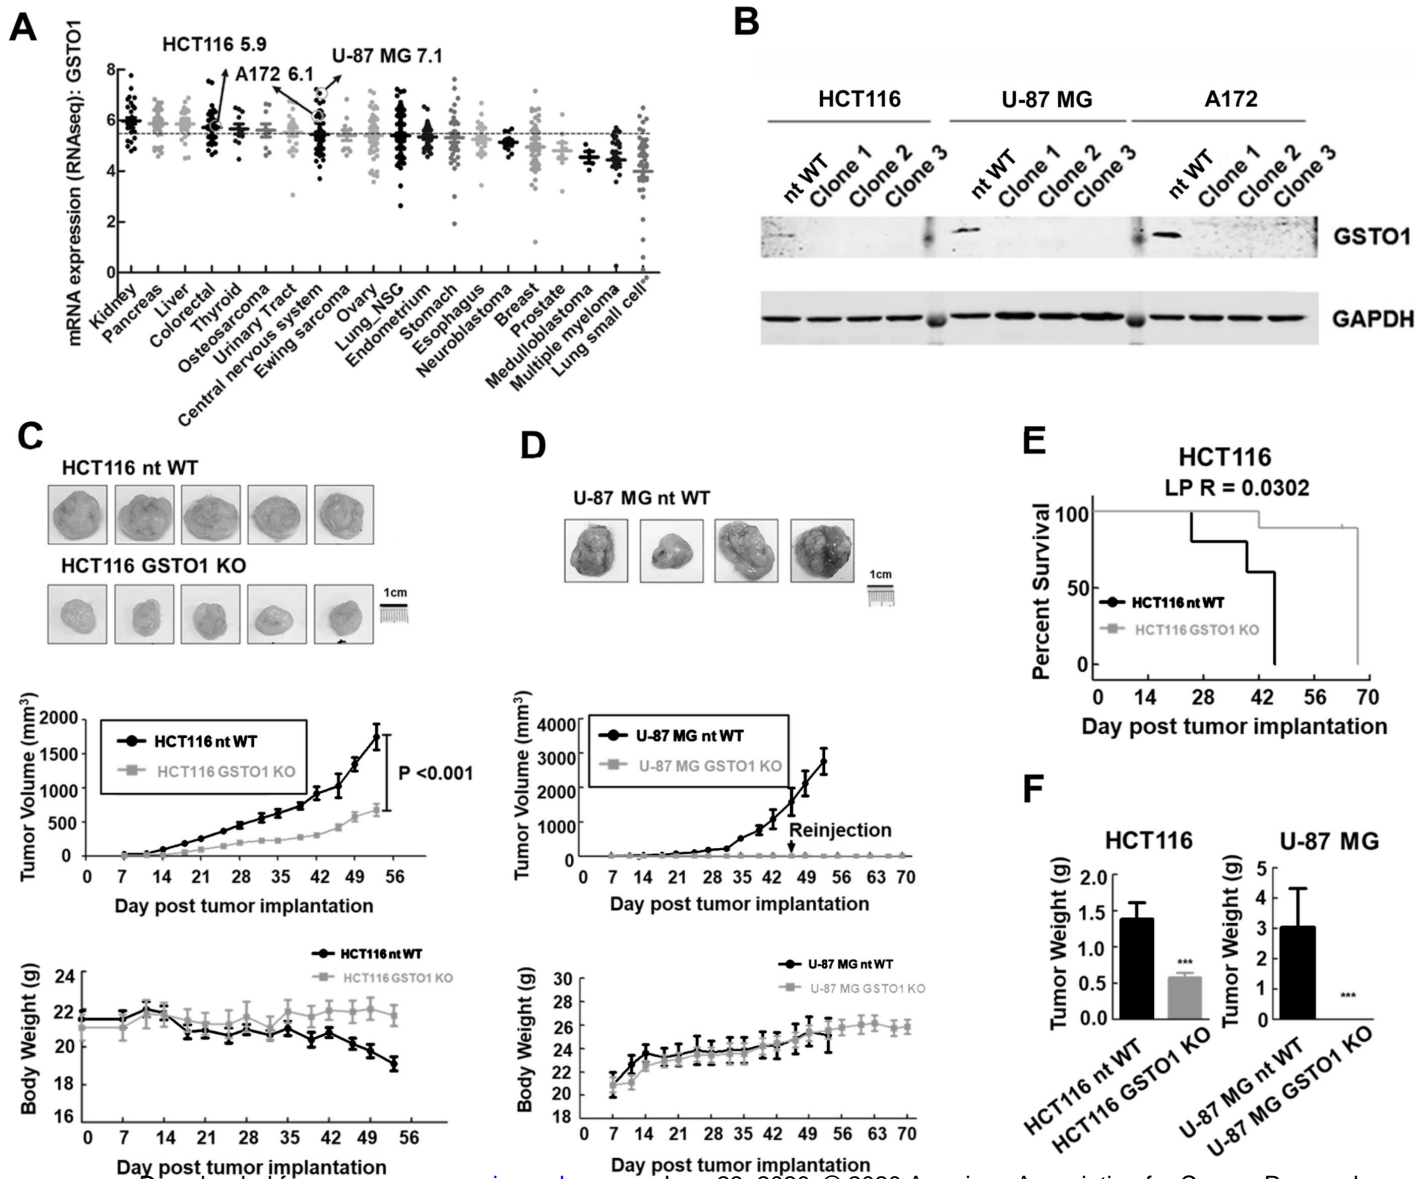 A
mRNA expression (RNAseq): GSTO1
HCT116 5.9
A172 6.1
U-87 MG 7.1
8
6
4
2
0
Kidney
Pancreas
Liver
Colorectal
Thyroid
Osteosarcoma
Urinary Tract
Central nervous system
Ewing sarcoma
Ovary
Lung_NSC
Endometrium
Stomach
Esophagus
Neuroblastoma
Breast
Prostate
Medulloblastoma
Multiple myeloma
Lung small cell**
B
HCT116 U-87 MG A172
nt WT Clone 1 Clone 2 Clone 3 nt WT Clone 1 Clone 2 Clone 3 nt WT Clone 1 Clone 2 Clone 3
GSTO1
GAPDH
C
HCT116 nt WT
HCT116 GSTO1 KO
1cm
Tumor Volume (mm3)
2000
1500
1000
500
0
HCT116 nt WT
HCT116 GSTO1 KO
P <0.001
0 7 14 21 28 35 42 49 56
Day post tumor implantation
Body Weight (g)
HCT116 nt WT
HCT116 GSTO1 KO
24
22
20
18
16
0 7 14 21 28 35 42 49 56
Day post tumor implantation
D
U-87 MG nt WT
1cm
Tumor Volume (mm3)
4000
3000
2000
1000
0
U-87 MG nt WT
U-87 MG GSTO1 KO
Reinjection
0 7 14 21 28 35 42 49 56 63 70
Day post tumor implantation
Body Weight (g)
U-87 MG nt WT
U-87 MG GSTO1 KO
30
28
26
24
22
20
18
0 7 14 21 28 35 42 49 56 63 70
Day post tumor implantation
E
HCT116
LP R = 0.0302
Percent Survival
100
50
0
HCT116 nt WT
HCT116 GSTO1 KO
0 14 28 42 56 70
Day post tumor implantation
F
HCT116
Tumor Weight (g)
2.0
1.5
1.0
0.5
0.0
***
HCT116 nt WT
HCT116 GSTO1 KO
U-87 MG
Tumor Weight (g)
5
4
3
2
1
0
***
U-87 MG nt WT
U-87 MG GSTO1 KO